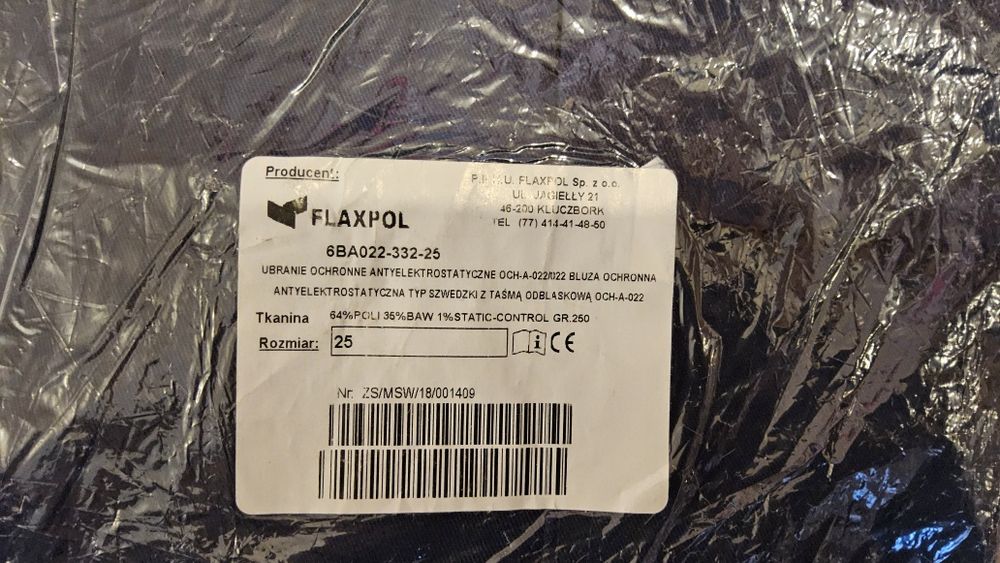 Producent:
P.P.H.U. FLAXPOL Sp. z o.o.
UL. JAGIEŁŁY 21
46-200 KLUCZBORK
TEL (77) 414-41-48-50
FLAXPOL
6BA022-332-25
UBRANIE OCHRONNE ANTYELEKTROSTATYCZNE OCH-A-022/022 BLUZA OCHRONNA
ANTYELEKTROSTATYCZNA TYP SZWEDZKI Z TAŚMĄ ODBLASKOWĄ OCH-A-022
Tkanina 64%POLI 35%BAW 1%STATIC-CONTROL GR.250
Rozmiar: 25 i CE
Nr. ZS/MSW/18/001409